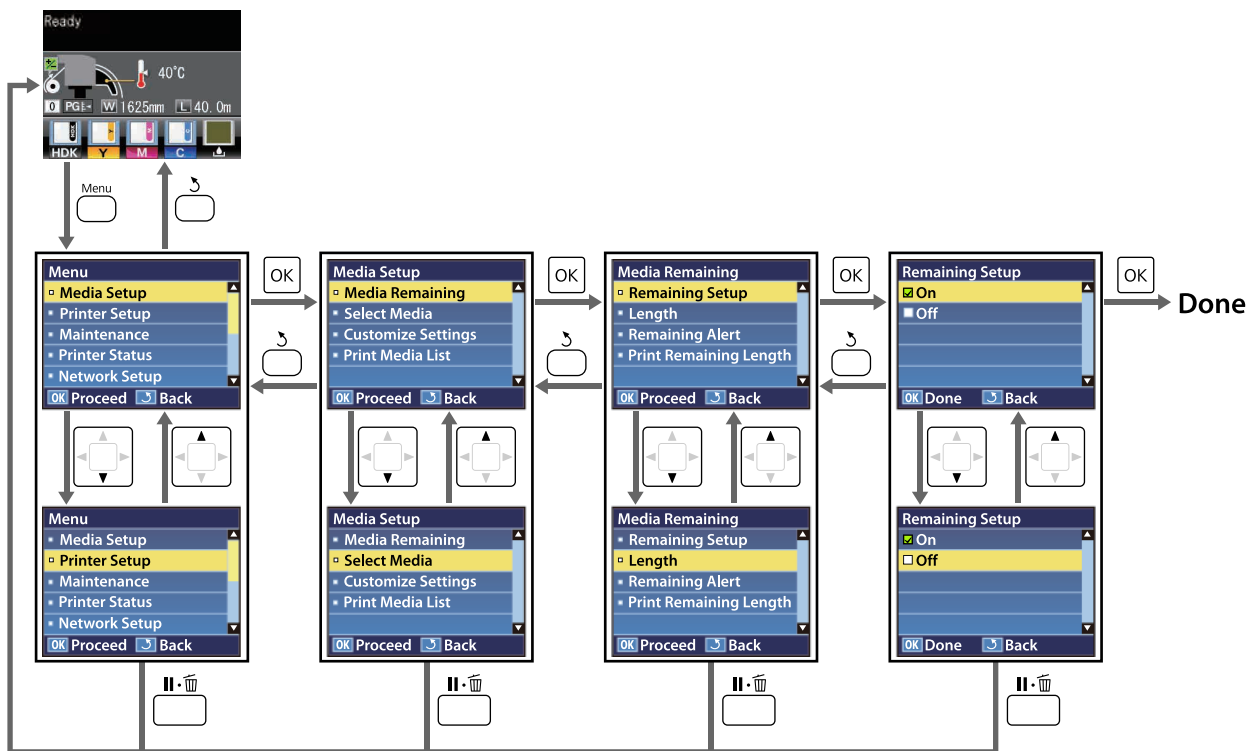 Ready
40°C
0 PG W 1625mm L 40.0m
HDK Y M C
Menu
Menu
Media Setup
Printer Setup
Maintenance
Printer Status
Network Setup
OK Proceed Back
OK
Media Setup
Media Remaining
Select Media
Customize Settings
Print Media List
OK Proceed Back
OK
Media Remaining
Remaining Setup
Length
Remaining Alert
Print Remaining Length
OK Proceed Back
OK
Remaining Setup
On
Off
OK Done Back
OK
Done
Menu
Media Setup
Printer Setup
Maintenance
Printer Status
Network Setup
OK Proceed Back
Media Setup
Media Remaining
Select Media
Customize Settings
Print Media List
OK Proceed Back
Media Remaining
Remaining Setup
Length
Remaining Alert
Print Remaining Length
OK Proceed Back
Remaining Setup
On
Off
OK Done Back